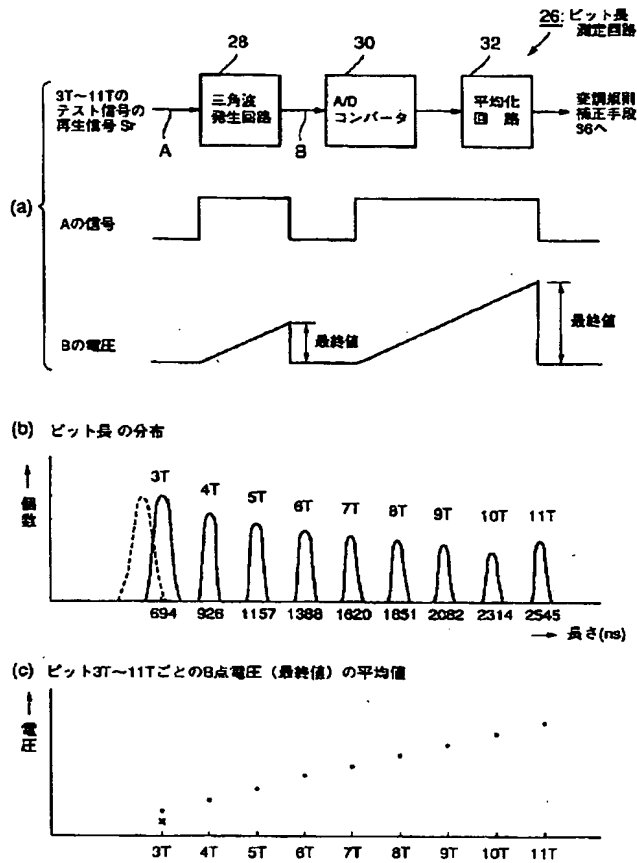 26:ピット長
測定回路
28
30
32
3T〜11Tの
テスト信号の
再生信号 Sr
A
三角波
発生回路
B
A/D
コンバータ
平均化
回 路
変調規則
補正手段
36へ
(a)
Aの信号
Bの電圧
最終値
最終値
(b) ピット長 の分布
個数
3T
4T
5T
6T
7T
8T
9T
10T
11T
694 926 1157 1388 1620 1851 2082 2314 2545
長さ(ns)
(c) ピット3T〜11TごとのB点電圧（最終値）の平均値
電圧
3T 4T 5T 6T 7T 8T 9T 10T 11T